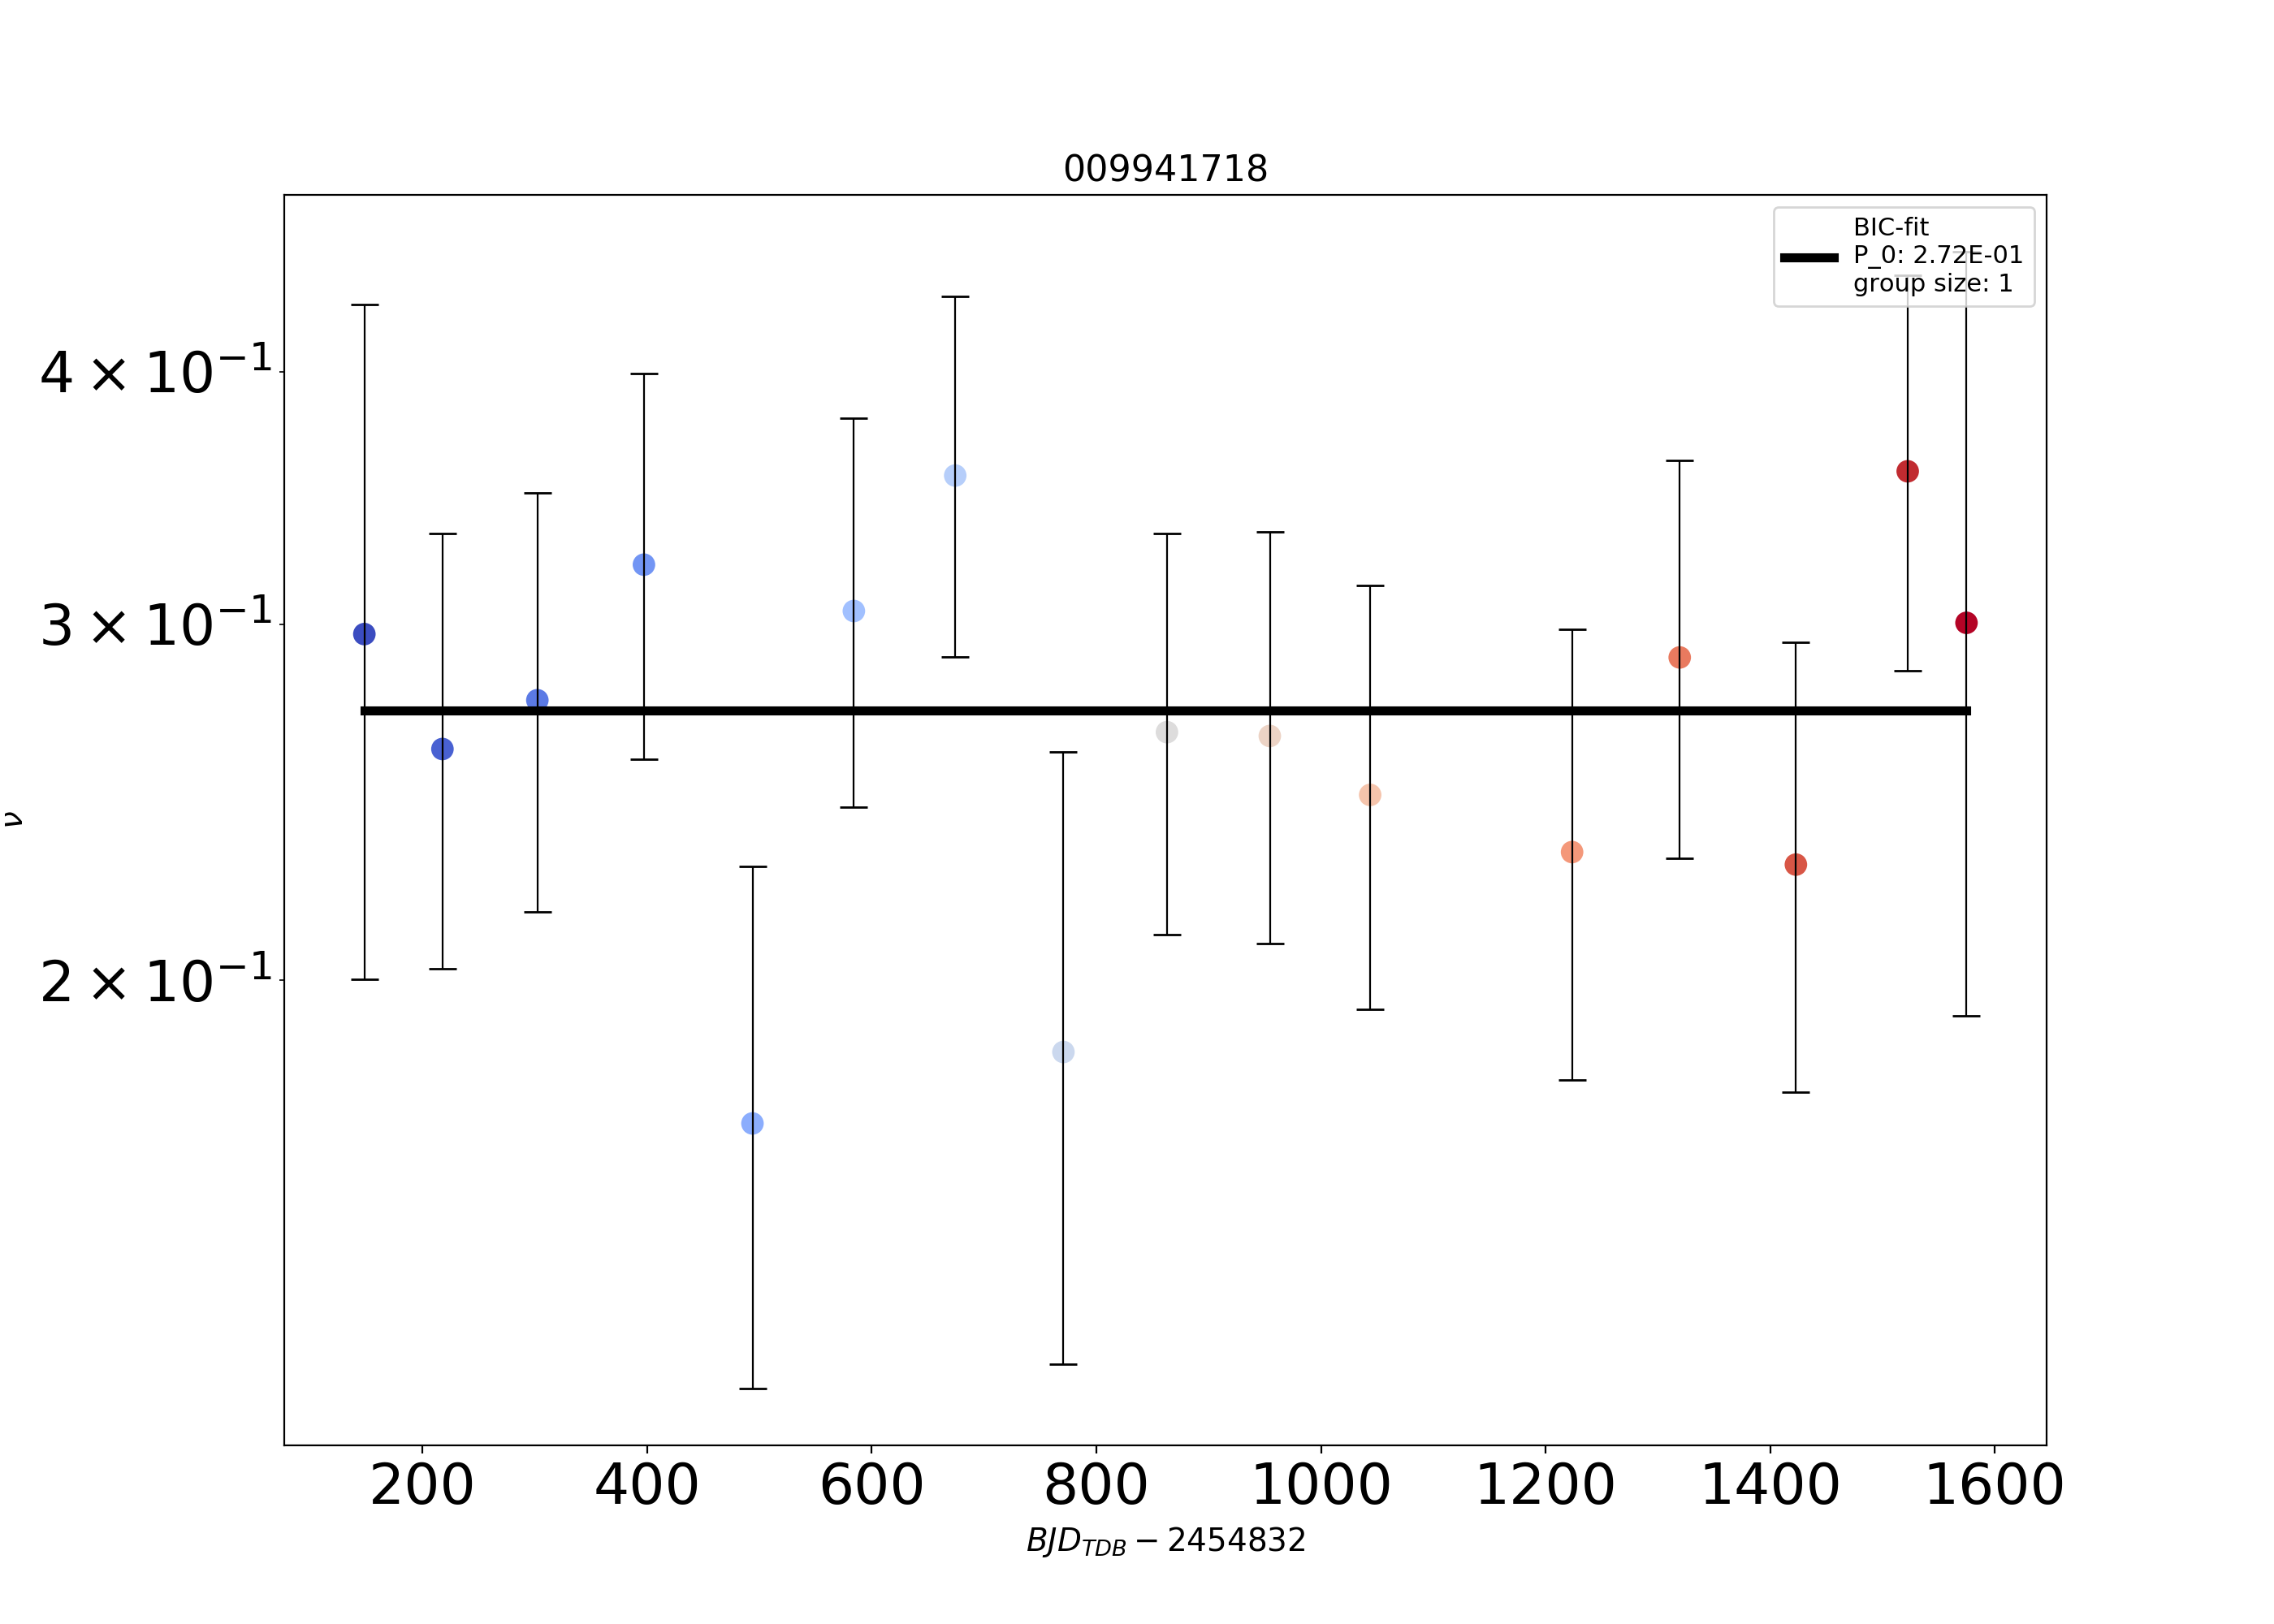 009941718
BIC-fit
P_0: 2.72E-01
group size: 1
4 × 10⁻¹
3 × 10⁻¹
2 × 10⁻¹
ν
200 400 600 800 1000 1200 1400 1600
BJD_TDB − 2454832